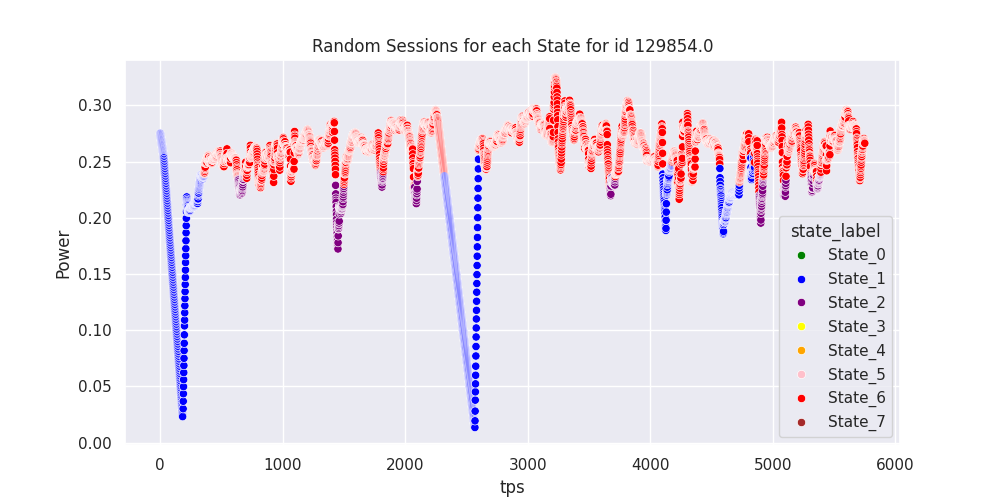 Random Sessions for each State for id 129854.0
Power
0.30
0.25
0.20
0.15
0.10
0.05
0.00
state_label
State_0
State_1
State_2
State_3
State_4
State_5
State_6
State_7
0 1000 2000 3000 4000 5000 6000
tps